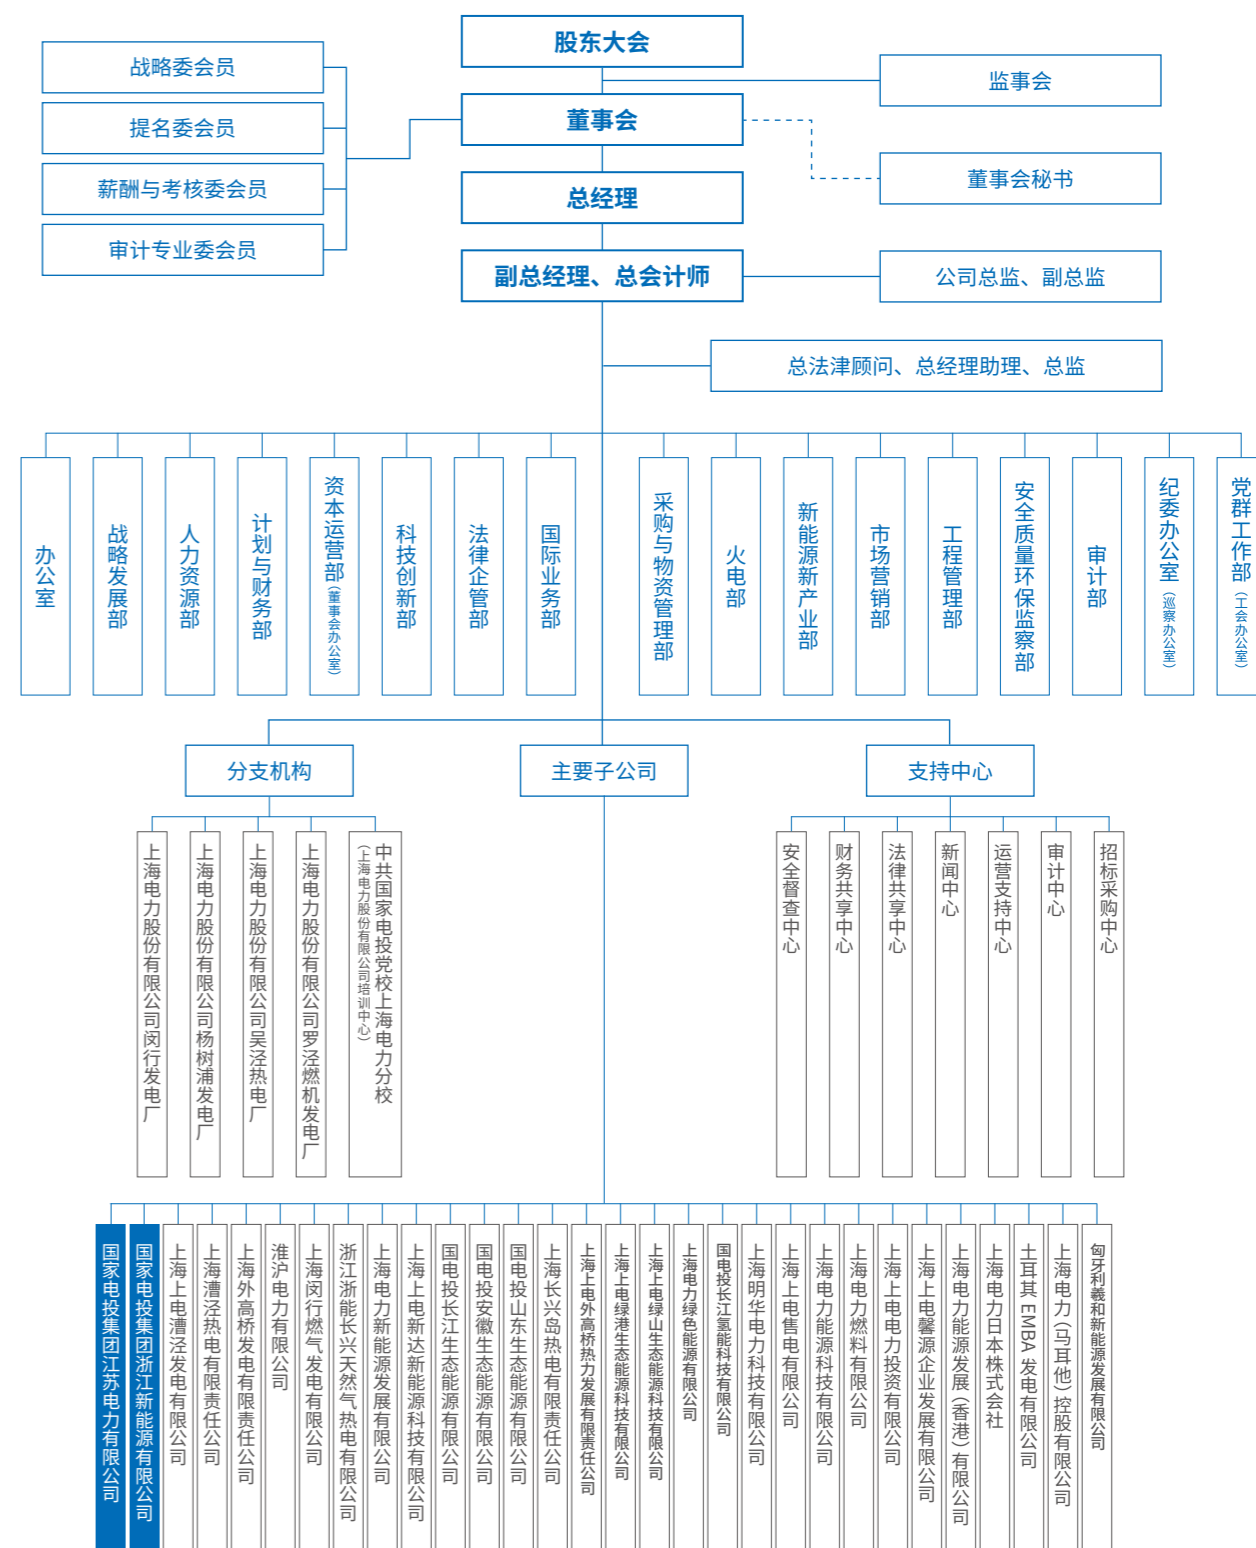 股东大会
战略委会员
监事会
董事会
提名委会员
董事会秘书
薪酬与考核委会员
总经理
审计专业委会员
副总经理、总会计师
公司总监、副总监
总法津顾问、总经理助理、总监
办公室
战略发展部
人力资源部
计划与财务部
资本运营部(董事会办公室)
科技创新部
法律企管部
国际业务部
采购与物资管理部
火电部
新能源新产业部
市场营销部
工程管理部
安全质量环保监察部
审计部
纪委办公室(巡察办公室)
党群工作部(工会办公室)
分支机构
主要子公司
支持中心
上海电力股份有限公司闵行发电厂
上海电力股份有限公司杨树浦发电厂
上海电力股份有限公司吴泾热电厂
上海电力股份有限公司罗泾燃机发电厂
中共国家电投党校上海电力分校
(上海电力股份有限公司培训中心)
安全督查中心
财务共享中心
法律共享中心
新闻中心
运营支持中心
审计中心
招标采购中心
国家电投集团江苏电力有限公司
国家电投集团浙江新能源有限公司
上海上电漕泾发电有限公司
上海漕泾热电有限责任公司
上海外高桥发电有限责任公司
淮沪电力有限公司
上海闵行燃气发电有限公司
浙江浙能长兴天然气热电有限公司
上海电力新能源发展有限公司
上海上电新达新能源科技有限公司
国电投长江生态能源有限公司
国电投安徽生态能源有限公司
国电投山东生态能源有限公司
上海长兴岛热电有限责任公司
上海上电外高桥热力发展有限责任公司
上海上电绿港生态能源科技有限公司
上海上电绿山生态能源科技有限公司
上海电力绿色能源有限公司
国电投长江氢能科技有限公司
上海明华电力科技有限公司
上海上电售电有限公司
上海电力能源科技有限公司
上海电力燃料有限公司
上海上电电力投资有限公司
上海上电馨源企业发展有限公司
上海电力能源发展(香港)有限公司
上海电力日本株式会社
土耳其 EMBA 发电有限公司
上海电力(马耳他)控股有限公司
匈牙利羲和新能源发展有限公司